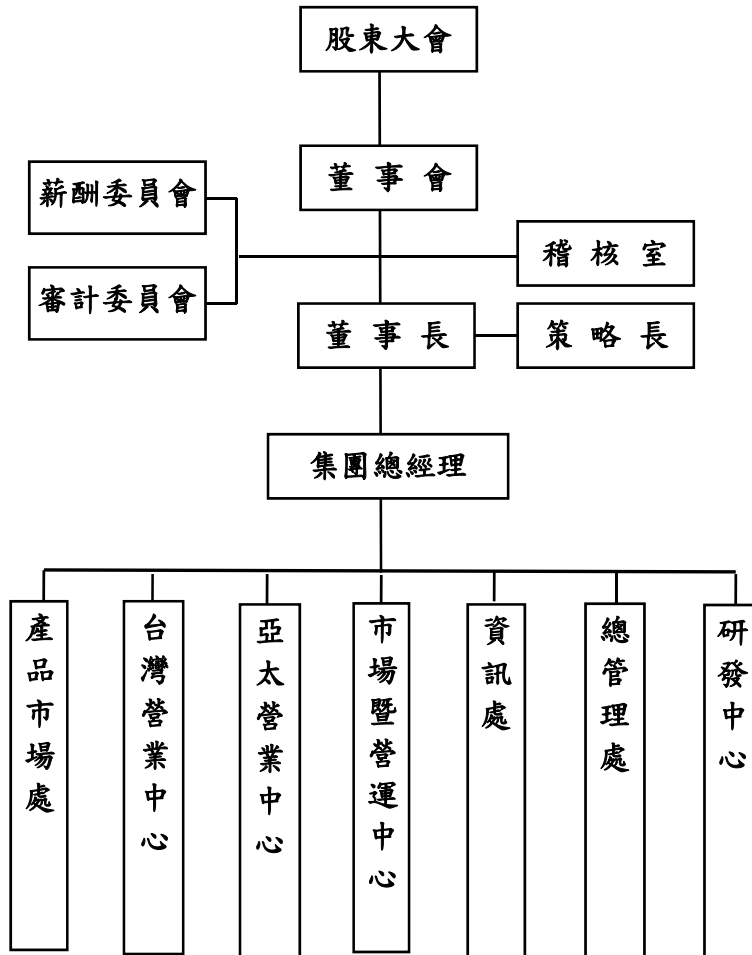 股東大會
董事會
薪酬委員會
稽核室
審計委員會
董事長
策略長
集團總經理
產品市場處
台灣營業中心
亞太營業中心
市場暨營運中心
資訊處
總管理處
研發中心